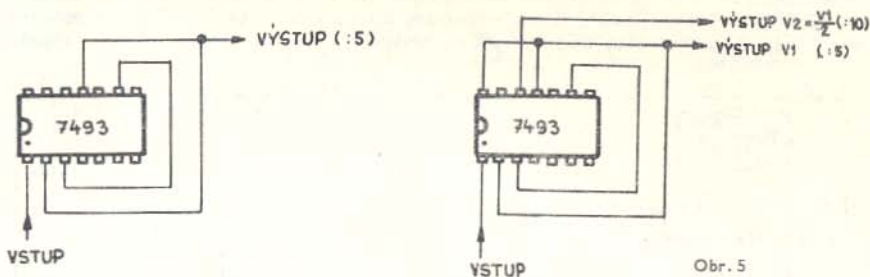 VÝSTUP (:5)
7493
VSTUP
VÝSTUP V2 = V1/2 (:10)
VÝSTUP V1 (:5)
7493
VSTUP
Obr. 5